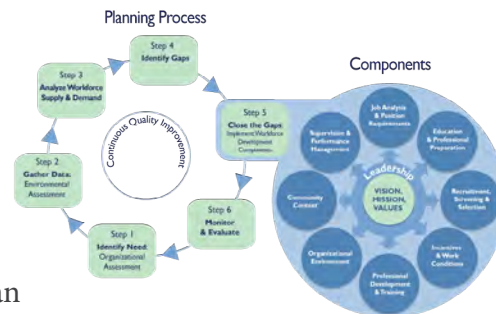 Planning Process
Step 4
Identify Gaps
Step 3
Analyze Workforce
Supply & Demand
Step 5
Close the Gaps:
Implement Workforce
Development
Components
Continuous Quality Improvement
Step 2
Gather Data:
Environmental
Assessment
Step 6
Monitor
& Evaluate
Step 1
Identify Need:
Organizational
Assessment
an
Components
Job Analysis
& Position
Requirements
Education
& Professional
Preparation
Recruitment,
Screening &
Selection
Incentives
& Work
Conditions
Professional
Development
& Training
Organizational
Environment
Community
Context
Supervision &
Performance
Management
Leadership
VISION,
MISSION,
VALUES